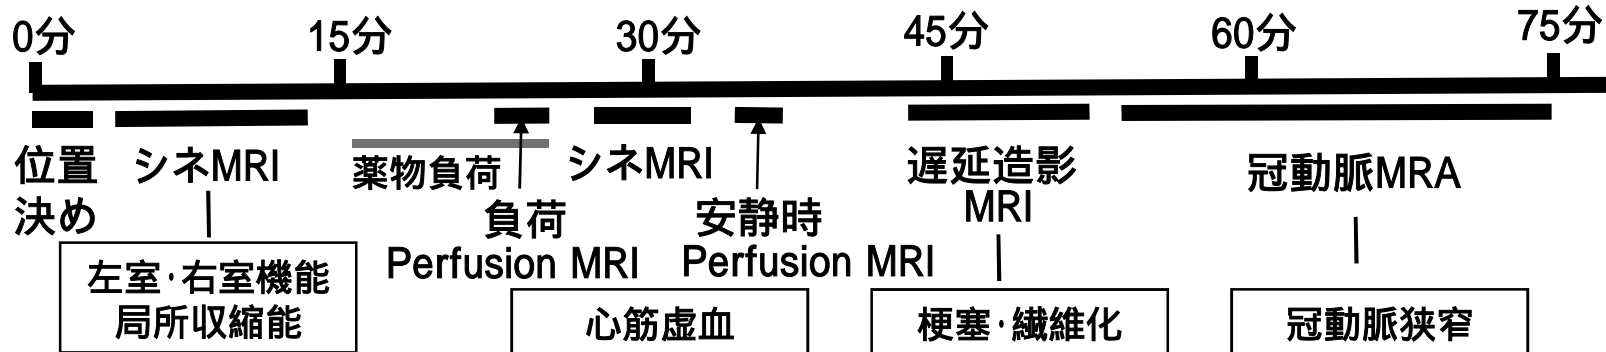 0分 15分 30分 45分 60分 75分
位置
決め
シネMRI
薬物負荷
負荷
Perfusion MRI
シネMRI
安静時
Perfusion MRI
遅延造影
MRI
冠動脈MRA
左室･右室機能
局所収縮能
心筋虚血
梗塞･繊維化
冠動脈狭窄